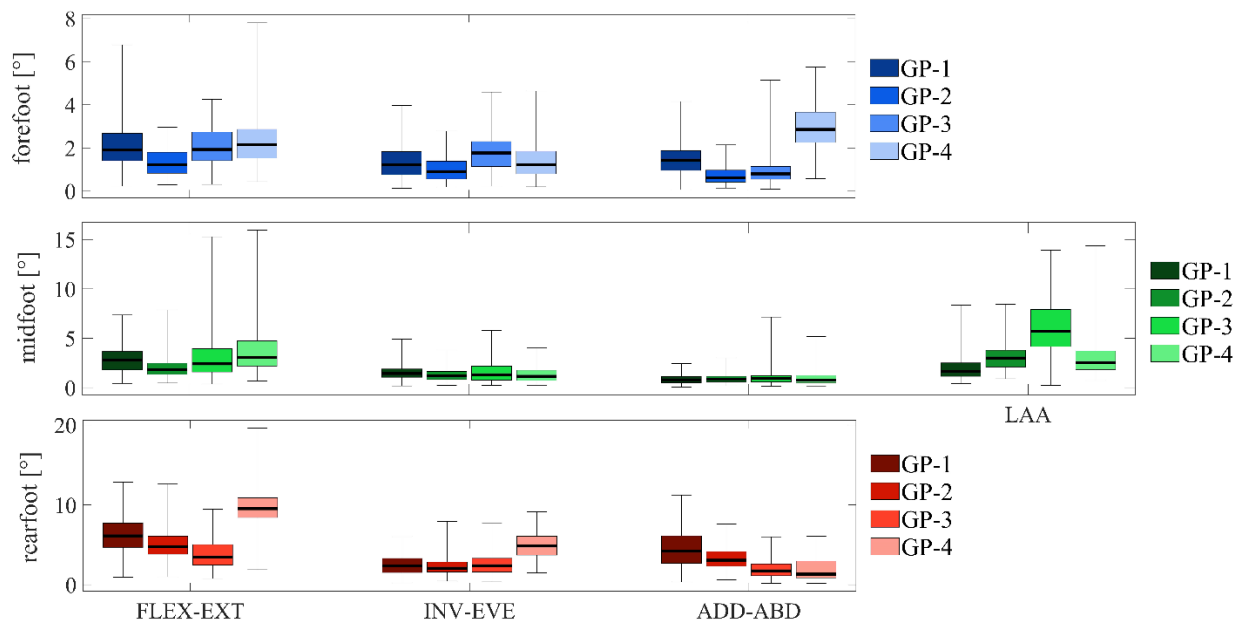 forefoot [°]
8
6
4
2
0
GP-1
GP-2
GP-3
GP-4
midfoot [°]
15
10
5
0
GP-1
GP-2
GP-3
GP-4
LAA
rearfoot [°]
20
10
0
GP-1
GP-2
GP-3
GP-4
FLEX-EXT INV-EVE ADD-ABD